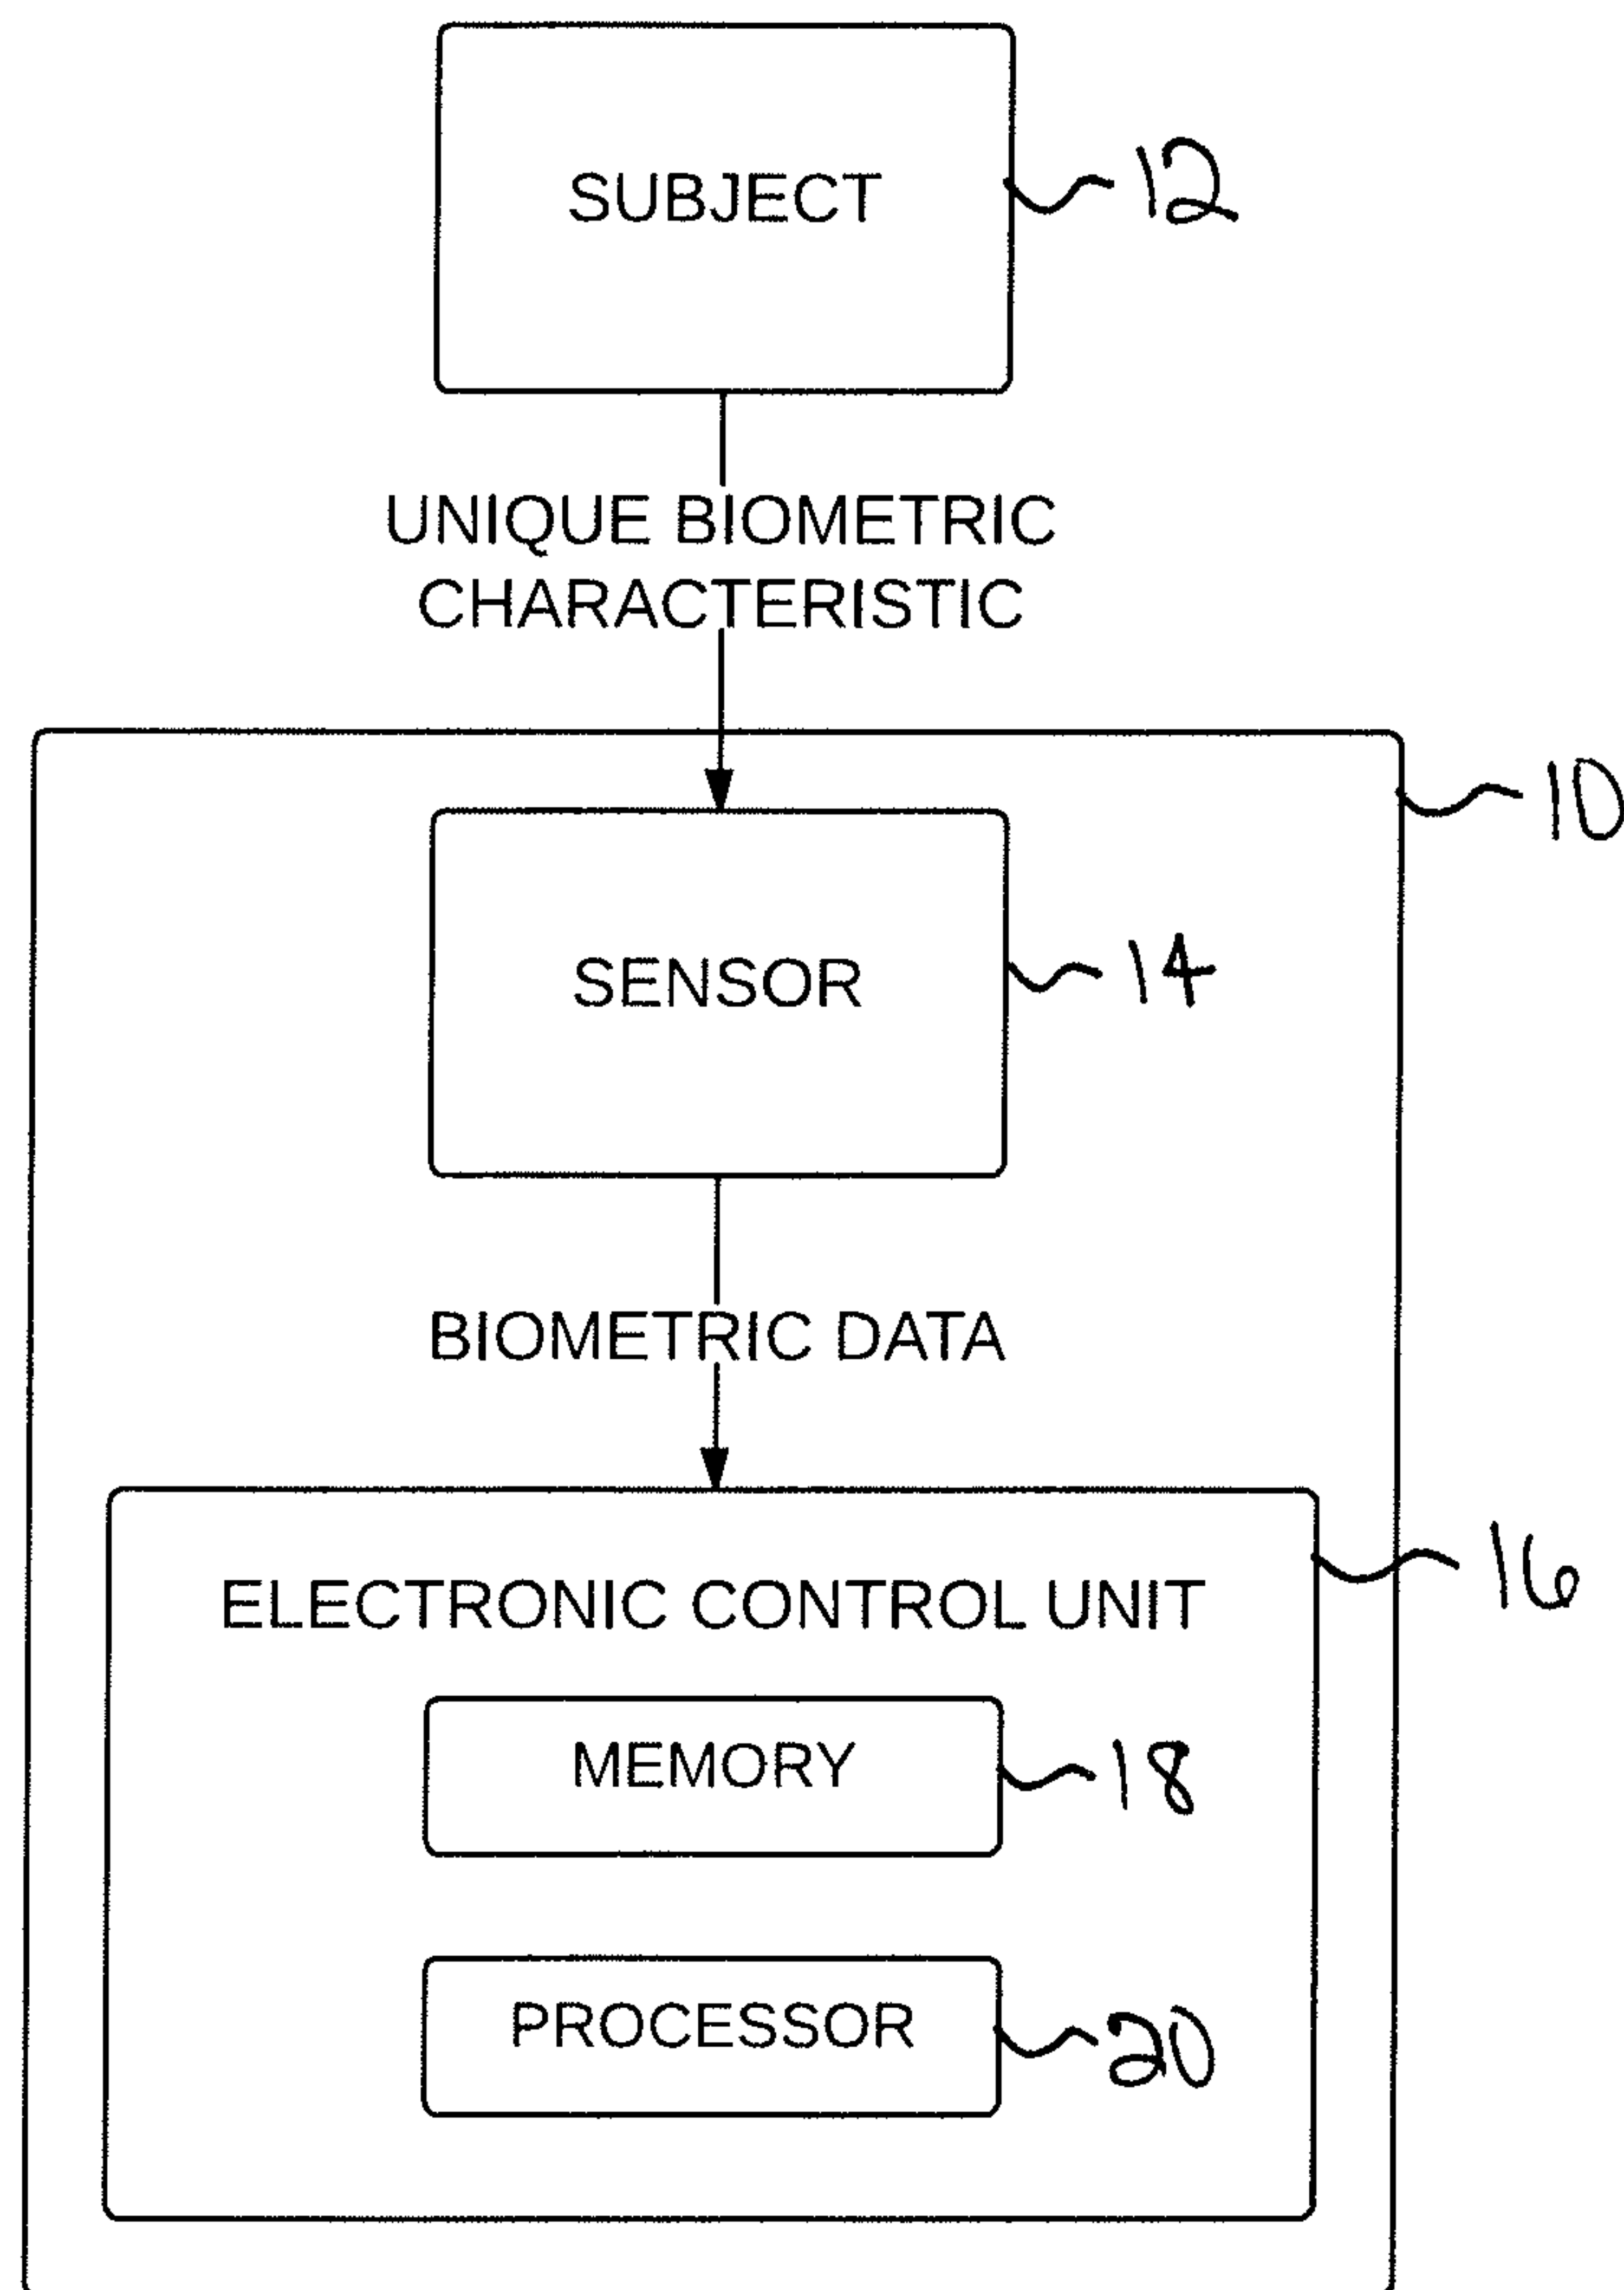 SUBJECT
12
UNIQUE BIOMETRIC
CHARACTERISTIC
10
SENSOR
14
BIOMETRIC DATA
16
ELECTRONIC CONTROL UNIT
MEMORY
18
PROCESSOR
20